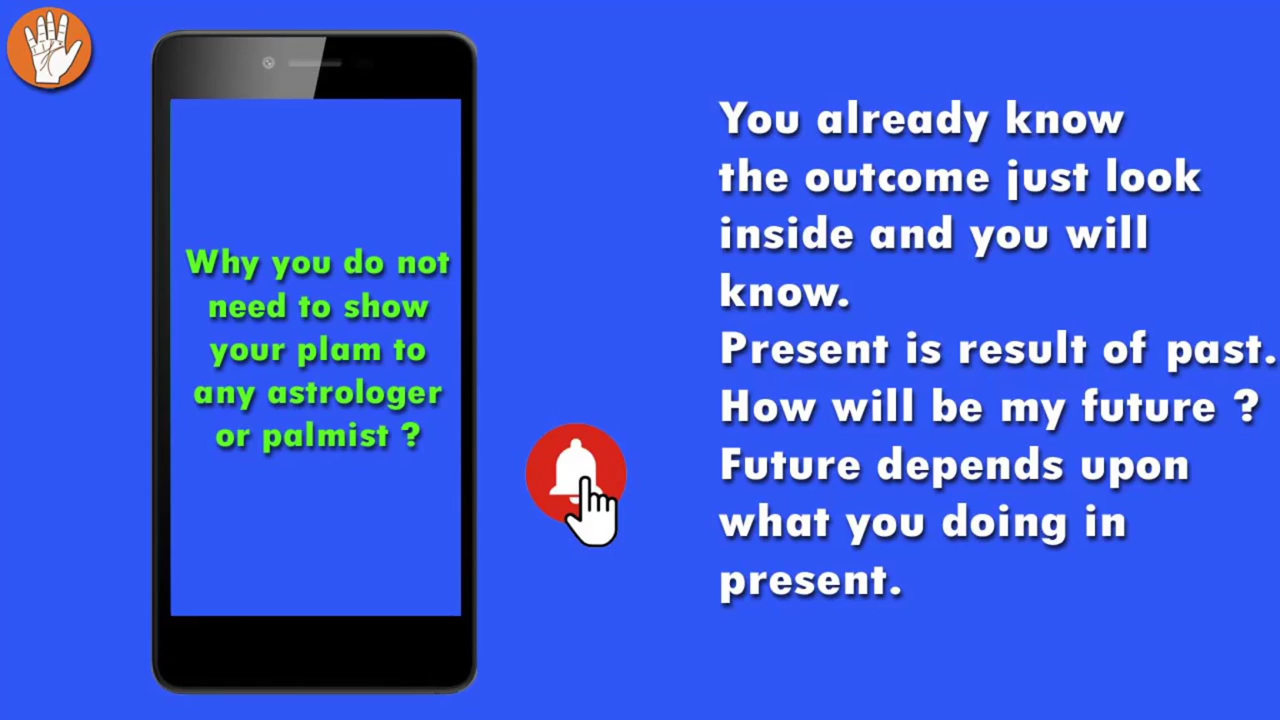 Why you do not
need to show
your plam to
any astrologer
or palmist ?
You already know
the outcome just look
inside and you will
know.
Present is result of past.
How will be my future ?
Future depends upon
what you doing in
present.